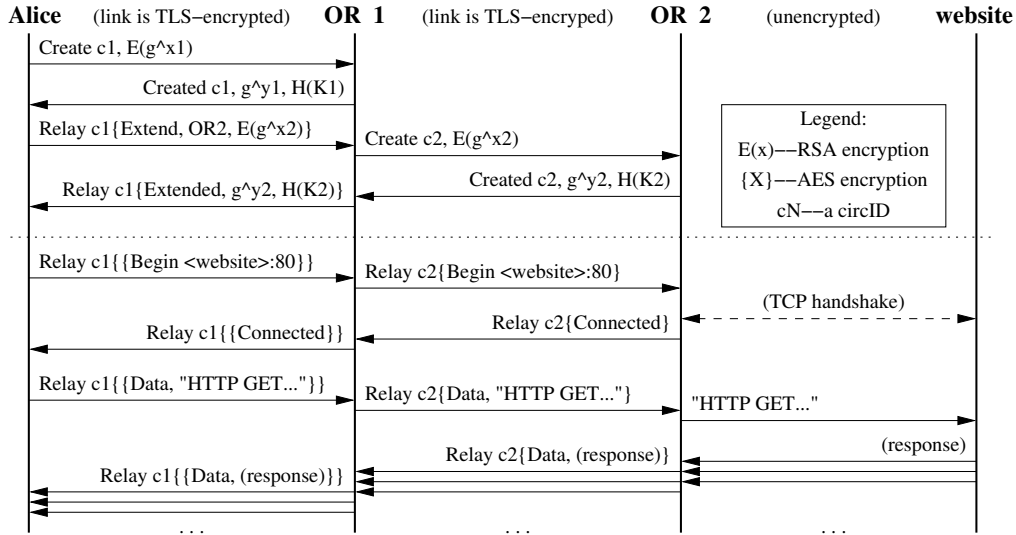 Alice (link is TLS−encrypted) OR 1 (link is TLS−encryped) OR 2 (unencrypted) website
Create c1, E(g^x1)
Created c1, g^y1, H(K1)
Relay c1{Extend, OR2, E(g^x2)}
Create c2, E(g^x2)
Created c2, g^y2, H(K2)
Relay c1{Extended, g^y2, H(K2)}
Legend:
E(x)−−RSA encryption
{X}−−AES encryption
cN−−a circID
Relay c1{{Begin <website>:80}}
Relay c2{Begin <website>:80}
(TCP handshake)
Relay c2{Connected}
Relay c1{{Connected}}
Relay c1{{Data, "HTTP GET..."}}
Relay c2{Data, "HTTP GET..."}
"HTTP GET..."
(response)
Relay c2{Data, (response)}
Relay c1{{Data, (response)}}
. . . . . . . . .